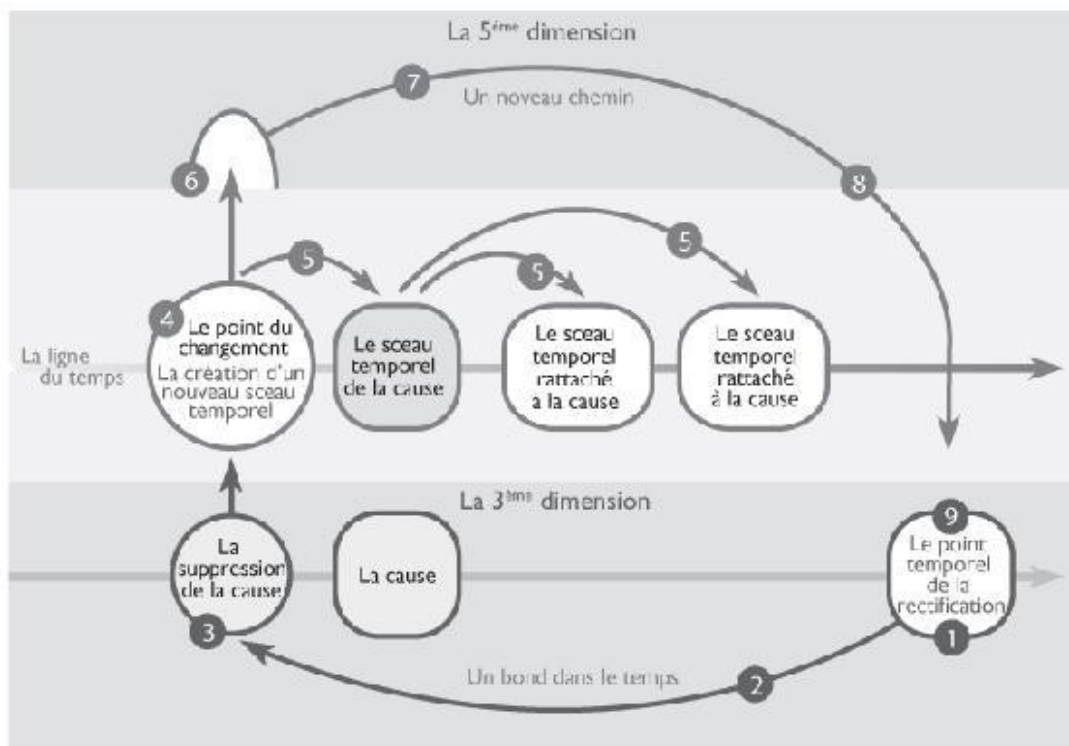 La 5ème dimension
7
Un noveau chemin
6
8
5
5
5
4
Le point du
changement
La création d'un
nouveau sceau
temporel
La ligne
du temps
Le sceau
temporel
de la cause
Le sceau
temporel
rattaché
à la cause
Le sceau
temporel
rattaché
à la cause
La 3ème dimension
La
suppression
de la cause
3
La cause
9
Le point
temporel
de la
rectification
1
Un bond dans le temps
2